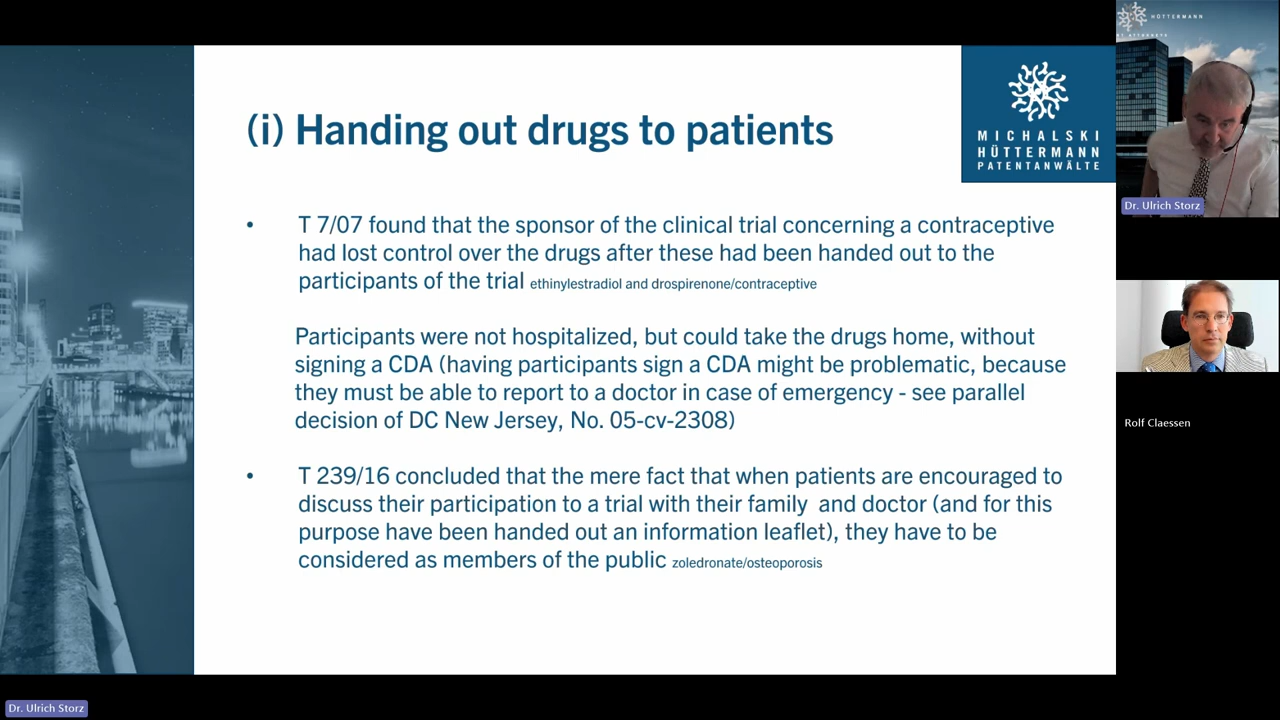 (i) Handing out drugs to patients
MICHALSKI
HÜTTERMANN
PATENTANWÄLTE
• T 7/07 found that the sponsor of the clinical trial concerning a contraceptive
had lost control over the drugs after these had been handed out to the
participants of the trial ethinylestradiol and drospirenone/contraceptive
Participants were not hospitalized, but could take the drugs home, without
signing a CDA (having participants sign a CDA might be problematic, because
they must be able to report to a doctor in case of emergency - see parallel
decision of DC New Jersey, No. 05-cv-2308)
• T 239/16 concluded that the mere fact that when patients are encouraged to
discuss their participation to a trial with their family and doctor (and for this
purpose have been handed out an information leaflet), they have to be
considered as members of the public zoledronate/osteoporosis
HÜTTERMANN
Dr. Ulrich Storz
Rolf Claessen
Dr. Ulrich Storz